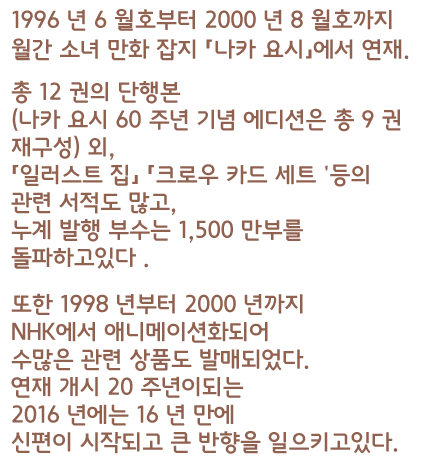 1996 년 6 월호부터 2000 년 8 월호까지
월간 소녀 만화 잡지 「나카 요시」에서 연재.
총 12 권의 단행본
(나카 요시 60 주년 기념 에디션은 총 9 권
재구성) 외,
「일러스트 집」 「크로우 카드 세트 '등의
관련 서적도 많고,
누계 발행 부수는 1,500 만부를
돌파하고있다 .
또한 1998 년부터 2000 년까지
NHK에서 애니메이션화되어
수많은 관련 상품도 발매되었다.
연재 개시 20 주년이되는
2016 년에는 16 년 만에
신편이 시작되고 큰 반향을 일으키고있다.